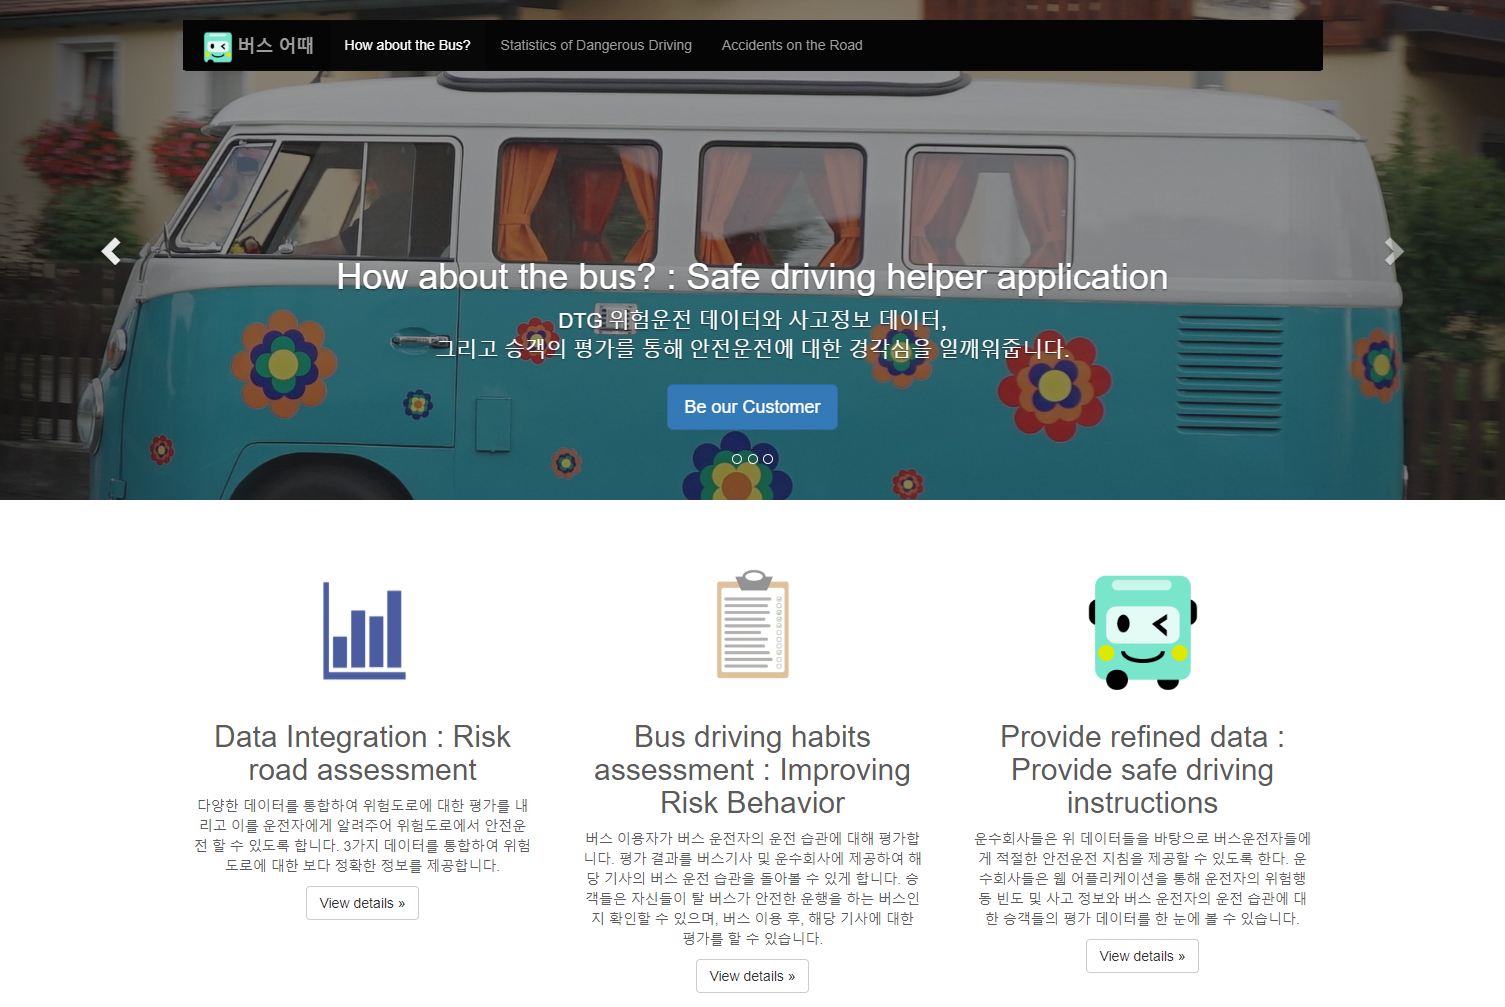 버스 어때 How about the Bus? Statistics of Dangerous Driving Accidents on the Road
How about the bus? : Safe driving helper application
DTG 위험운전 데이터와 사고정보 데이터,
그리고 승객의 평가를 통해 안전운전에 대한 경각심을 일깨워줍니다.
Be our Customer
Data Integration : Risk
road assessment
다양한 데이터를 통합하여 위험도로에 대한 평가를 내
리고 이를 운전자에게 알려주어 위험도로에서 안전운
전 할 수 있도록 합니다. 3가지 데이터를 통합하여 위험
도로에 대한 보다 정확한 정보를 제공합니다.
View details »
Bus driving habits
assessment : Improving
Risk Behavior
버스 이용자가 버스 운전자의 운전 습관에 대해 평가합
니다. 평가 결과를 버스기사 및 운수회사에 제공하여 해
당 기사의 버스 운전 습관을 돌아볼 수 있게 합니다. 승
객들은 자신들이 탈 버스가 안전한 운행을 하는 버스인
지 확인할 수 있으며, 버스 이용 후, 해당 기사에 대한
평가를 할 수 있습니다.
View details »
Provide refined data :
Provide safe driving
instructions
운수회사들은 위 데이터들을 바탕으로 버스운전자들에
게 적절한 안전운전 지침을 제공할 수 있도록 한다. 운
수회사들은 웹 어플리케이션을 통해 운전자의 위험행
동 빈도 및 사고 정보와 버스 운전자의 운전 습관에 대
한 승객들의 평가 데이터를 한 눈에 볼 수 있습니다.
View details »